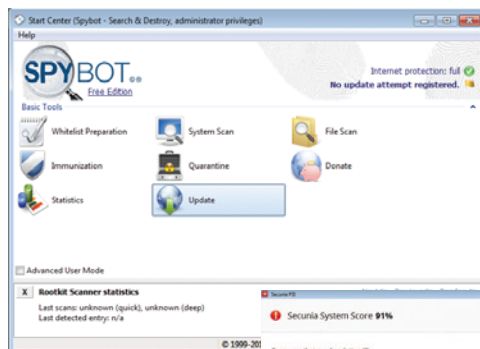 Start Center (Spybot - Search & Destroy, administrator privileges)
Help
SPYBOT
Free Edition
Internet protection: full
No update attempt registered.
Basic Tools
Whitelist Preparation
System Scan
File Scan
Immunization
Quarantine
Donate
Statistics
Update
Advanced User Mode
X Rootkit Scanner statistics
Last scans: unknown (quick), unknown (deep)
Last detected entry: n/a
Secunia PSI
Secunia System Score 91%
© 1999-20